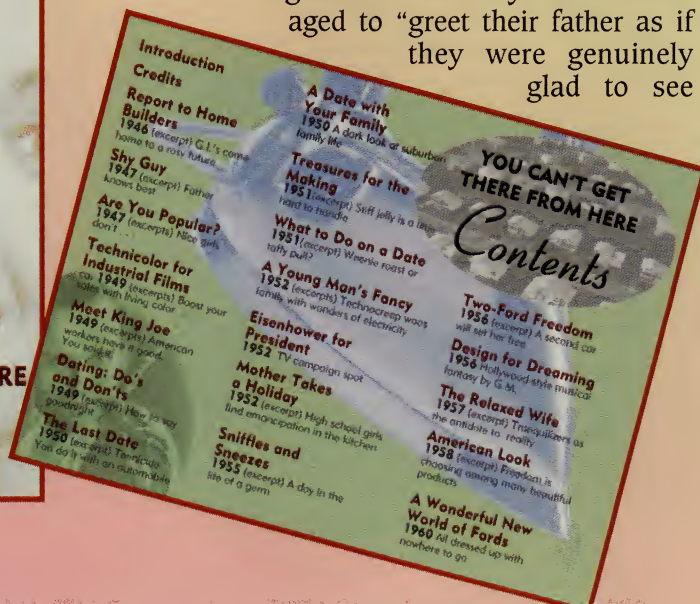 aged to “greet their father as if
they were genuinely
glad to see
RE
Introduction
Credits
Report to Home
Builders
1946 (excerpt) G.I.'s come
home to a rosy future
Shy Guy
1947 (excerpt) Father
knows best
Are You Popular?
1947 (excerpts) Nice girls
don't . . .
Technicolor for
Industrial Films
ca. 1949 (excerpts) Boost your
sales with living color
Meet King Joe
1949 (excerpts) American
workers have it good.
You said it!
Dating: Do's
and Don'ts
1949 (excerpt) How to say
goodnight
The Last Date
1950 (excerpt) Teenicide
You do it with an automobile
A Date with
Your Family
1950 A dark look at suburban
family life
Treasures for the
Making
1951 (excerpt) Stiff jelly is a little
hard to handle
What to Do on a Date
1951 (excerpt) Weenie roast or
taffy pull?
A Young Man's Fancy
1952 (excerpts) Technocreep woos
family with wonders of electricity
Eisenhower for
President
1952 TV campaign spot
Mother Takes
a Holiday
1952 (excerpt) High school girls
find emancipation in the kitchen
Sniffles and
Sneezes
1955 (excerpt) A day in the
life of a germ
YOU CAN'T GET
THERE FROM HERE
Contents
Two-Ford Freedom
1956 (excerpt) A second car
will set her free
Design for Dreaming
1956 Hollywood-style musical
fantasy by G.M.
The Relaxed Wife
1957 (excerpt) Tranquilizers as
the antidote to reality
American Look
1958 (excerpt) Freedom is
choosing among many beautiful
products
A Wonderful New
World of Fords
1960 All dressed up with
nowhere to go